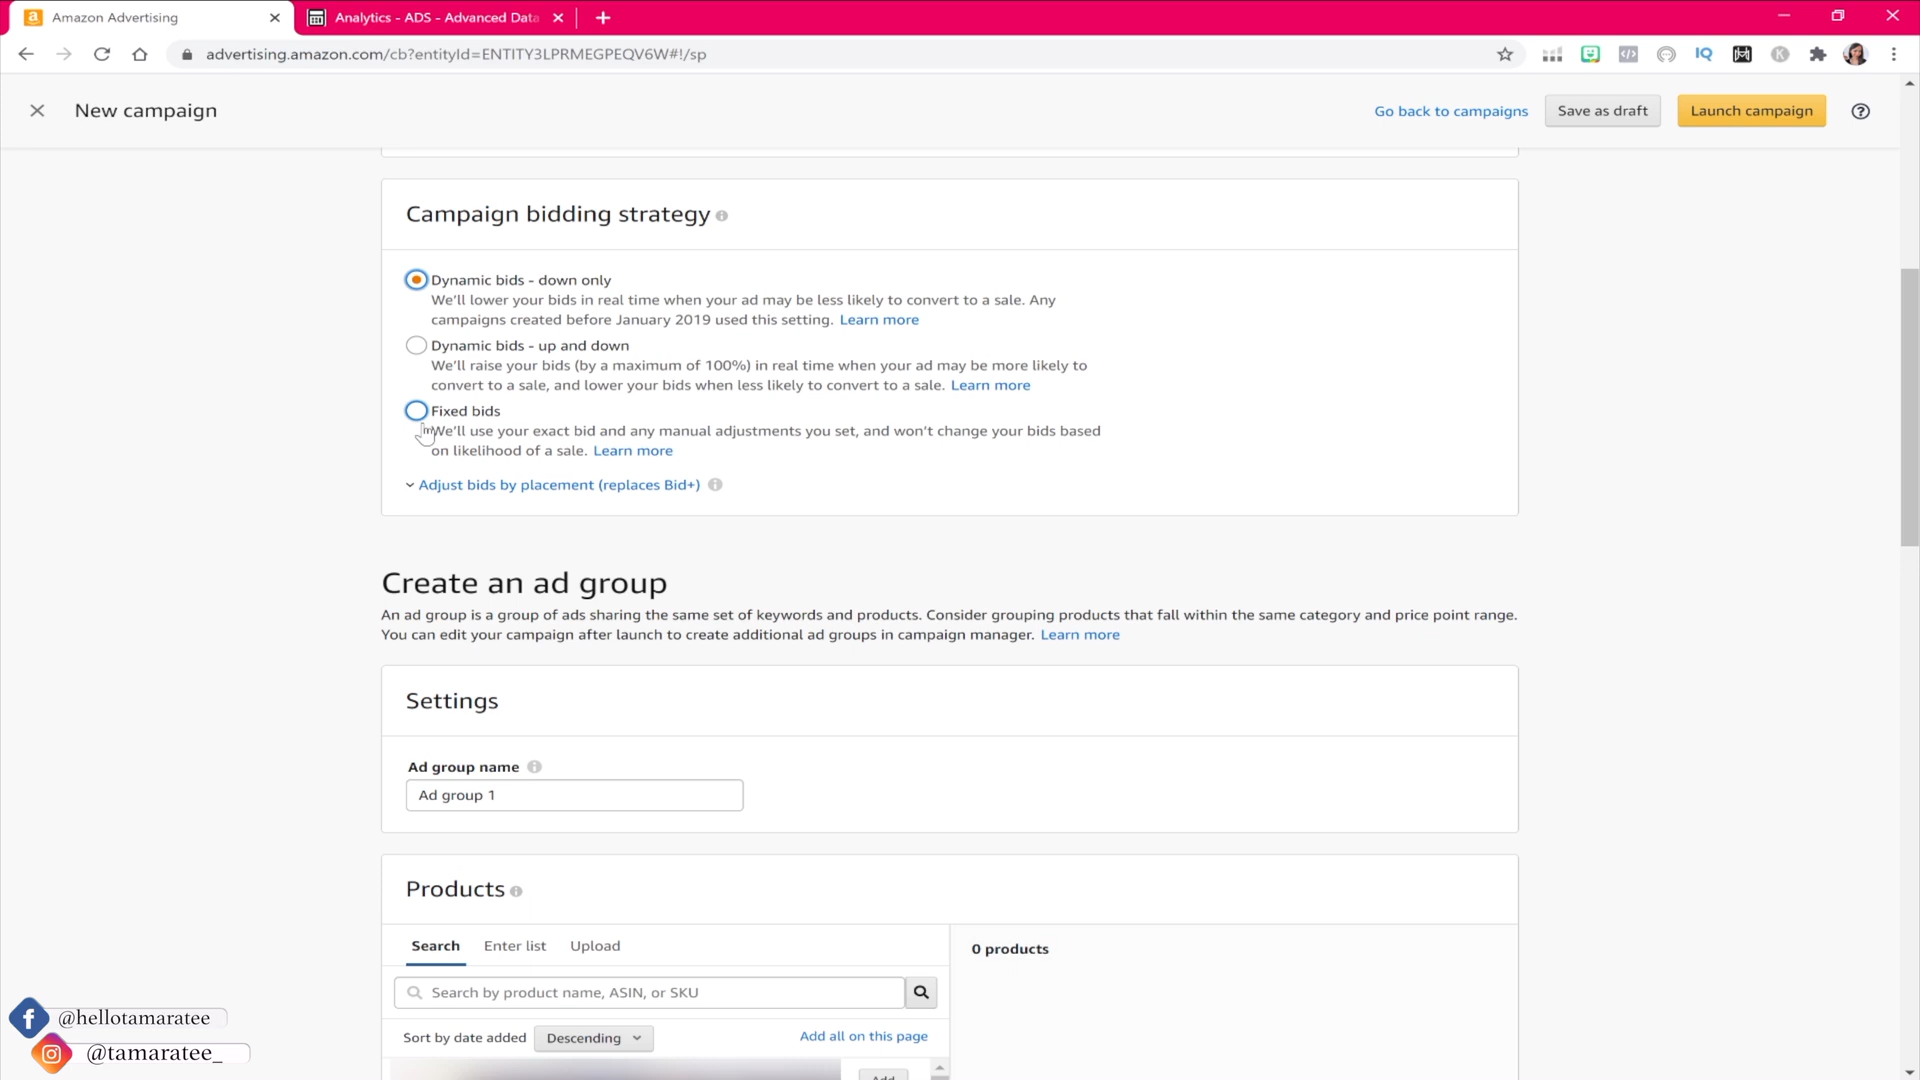 Amazon Advertising
Analytics - ADS - Advanced Data
advertising.amazon.com/cb?entityId=ENTITY3LPRMEGPEQV6W#!/sp
IQ
K
New campaign
Go back to campaigns
Save as draft
Launch campaign
Campaign bidding strategy
Dynamic bids - down only
We'll lower your bids in real time when your ad may be less likely to convert to a sale. Any
campaigns created before January 2019 used this setting. Learn more
Dynamic bids - up and down
We'll raise your bids (by a maximum of 100%) in real time when your ad may be more likely to
convert to a sale, and lower your bids when less likely to convert to a sale. Learn more
Fixed bids
We'll use your exact bid and any manual adjustments you set, and won't change your bids based
on likelihood of a sale. Learn more
Adjust bids by placement (replaces Bid+)
Create an ad group
An ad group is a group of ads sharing the same set of keywords and products. Consider grouping products that fall within the same category and price point range.
You can edit your campaign after launch to create additional ad groups in campaign manager. Learn more
Settings
Ad group name
Ad group 1
Products
Search Enter list Upload
0 products
Search by product name, ASIN, or SKU
Sort by date added Descending Add all on this page
Add
@hellotamaratee
@tamaratee_